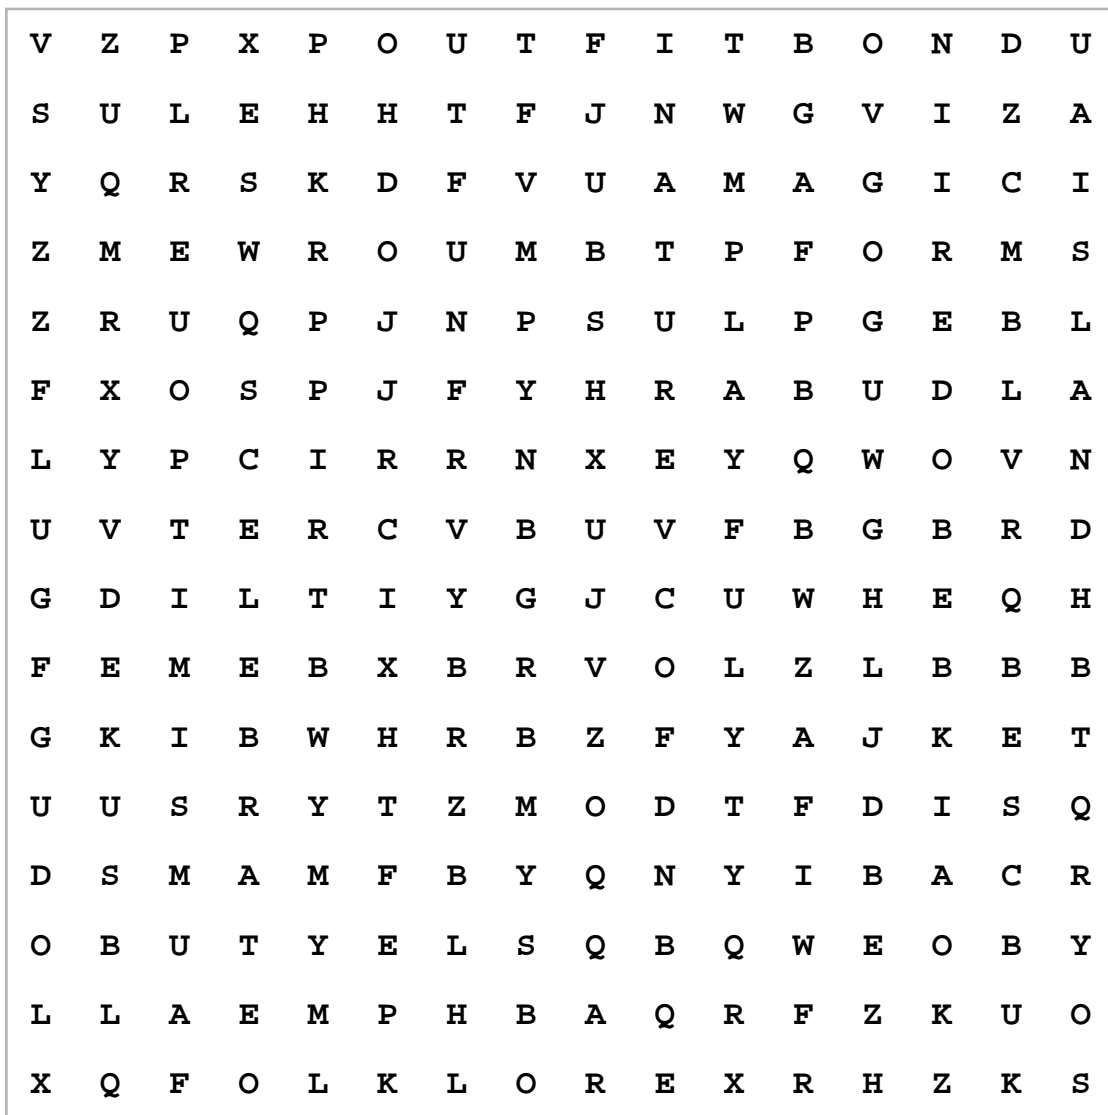 V Z P X P O U T F I T B O N D U
S U L E H H T F J N W G V I Z A
Y Q R S K D F V U A M A G I C I
Z M E W R O U M B T P F O R M S
Z R U Q P J N P S U L P G E B L
F X O S P J F Y H R A B U D L A
L Y P C I R R N X E Y Q W O V N
U V T E R C V B U V F B G B R D
G D I L T I Y G J C U W H E Q H
F E M E B X B R V O L Z L B B B
G K I B W H R B Z F Y A J K E T
U U S R Y T Z M O D T F D I S Q
D S M A M F B Y Q N Y I B A C R
O B U T Y E L S Q B Q W E O B Y
L L A E M P H B A Q R F Z K U O
X Q F O L K L O R E X R H Z K S